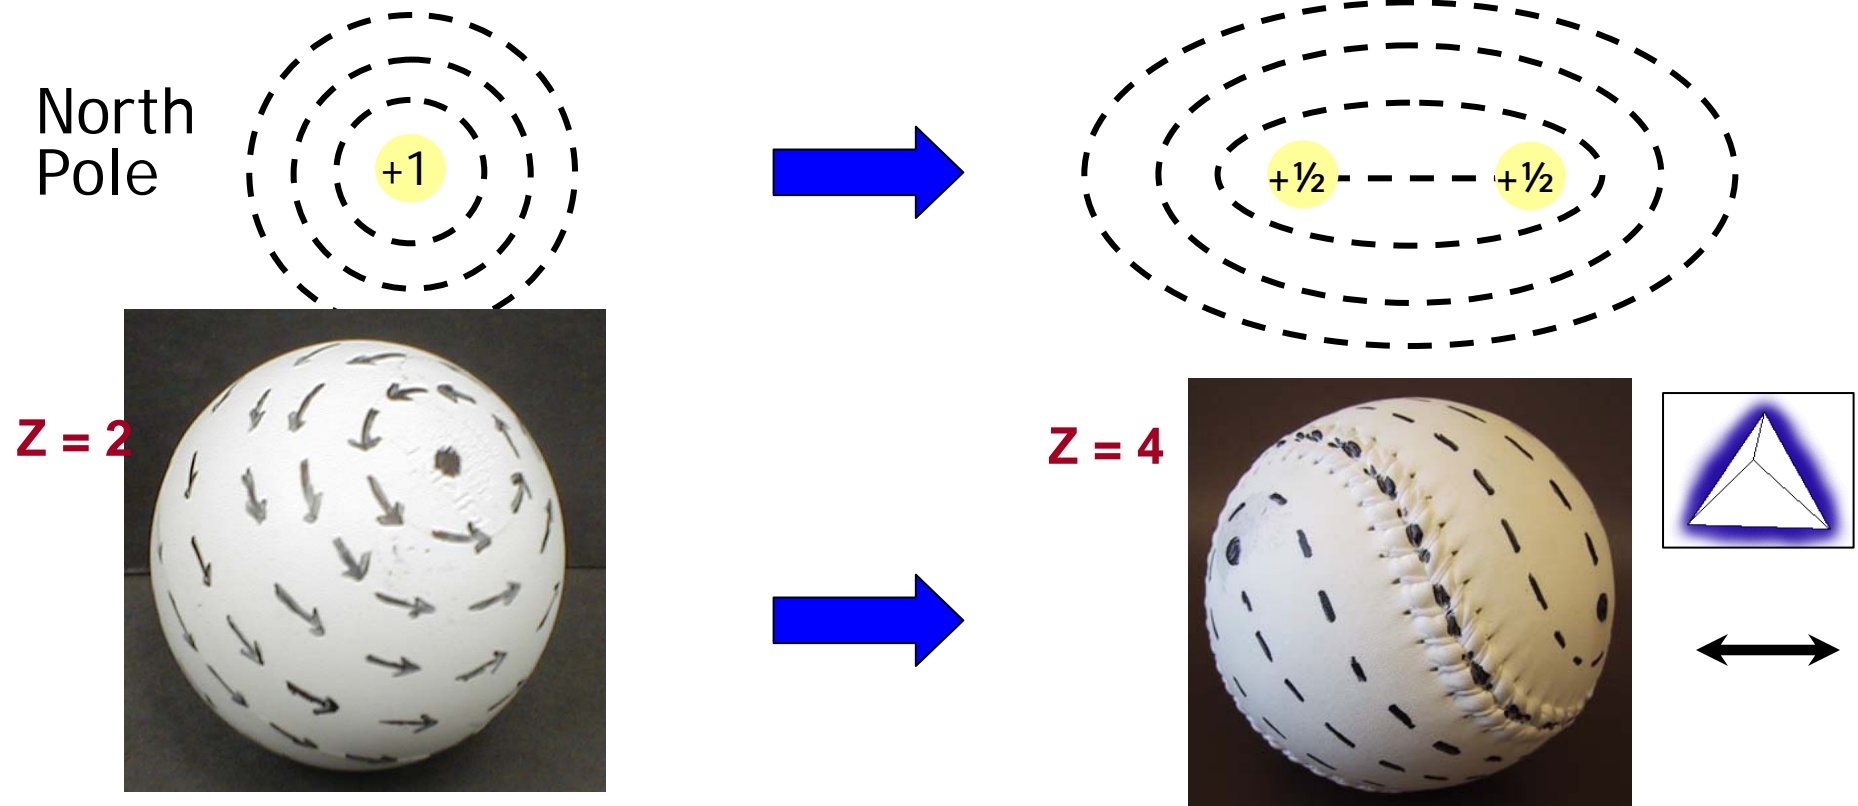 North
Pole
+1
+½
+½
Z = 2
Z = 4